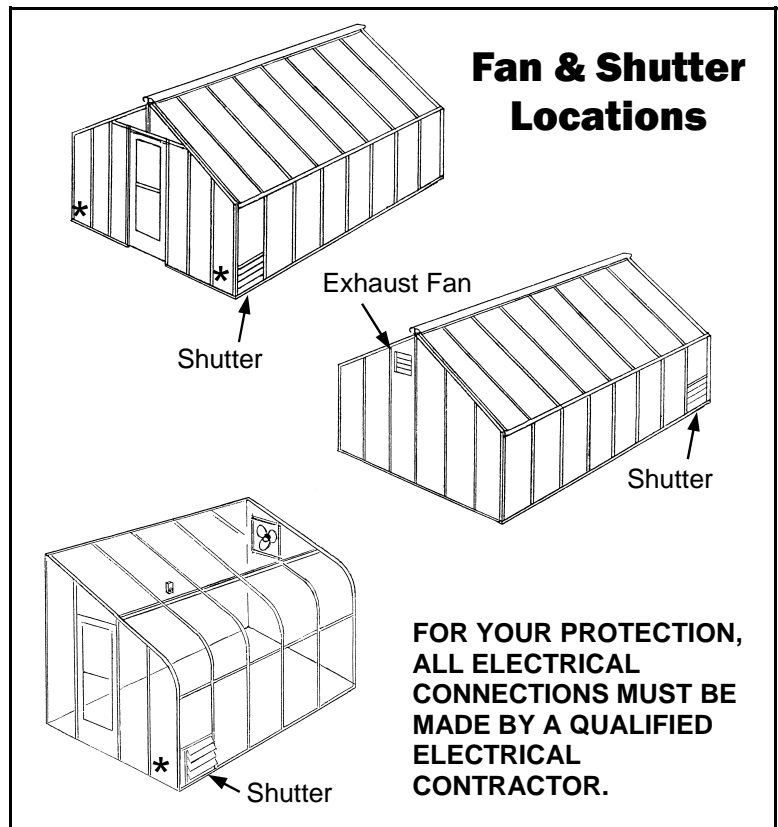 Fan & Shutter
Locations
*
*
Shutter
Exhaust Fan
Shutter
*
Shutter
FOR YOUR PROTECTION,
ALL ELECTRICAL
CONNECTIONS MUST BE
MADE BY A QUALIFIED
ELECTRICAL
CONTRACTOR.